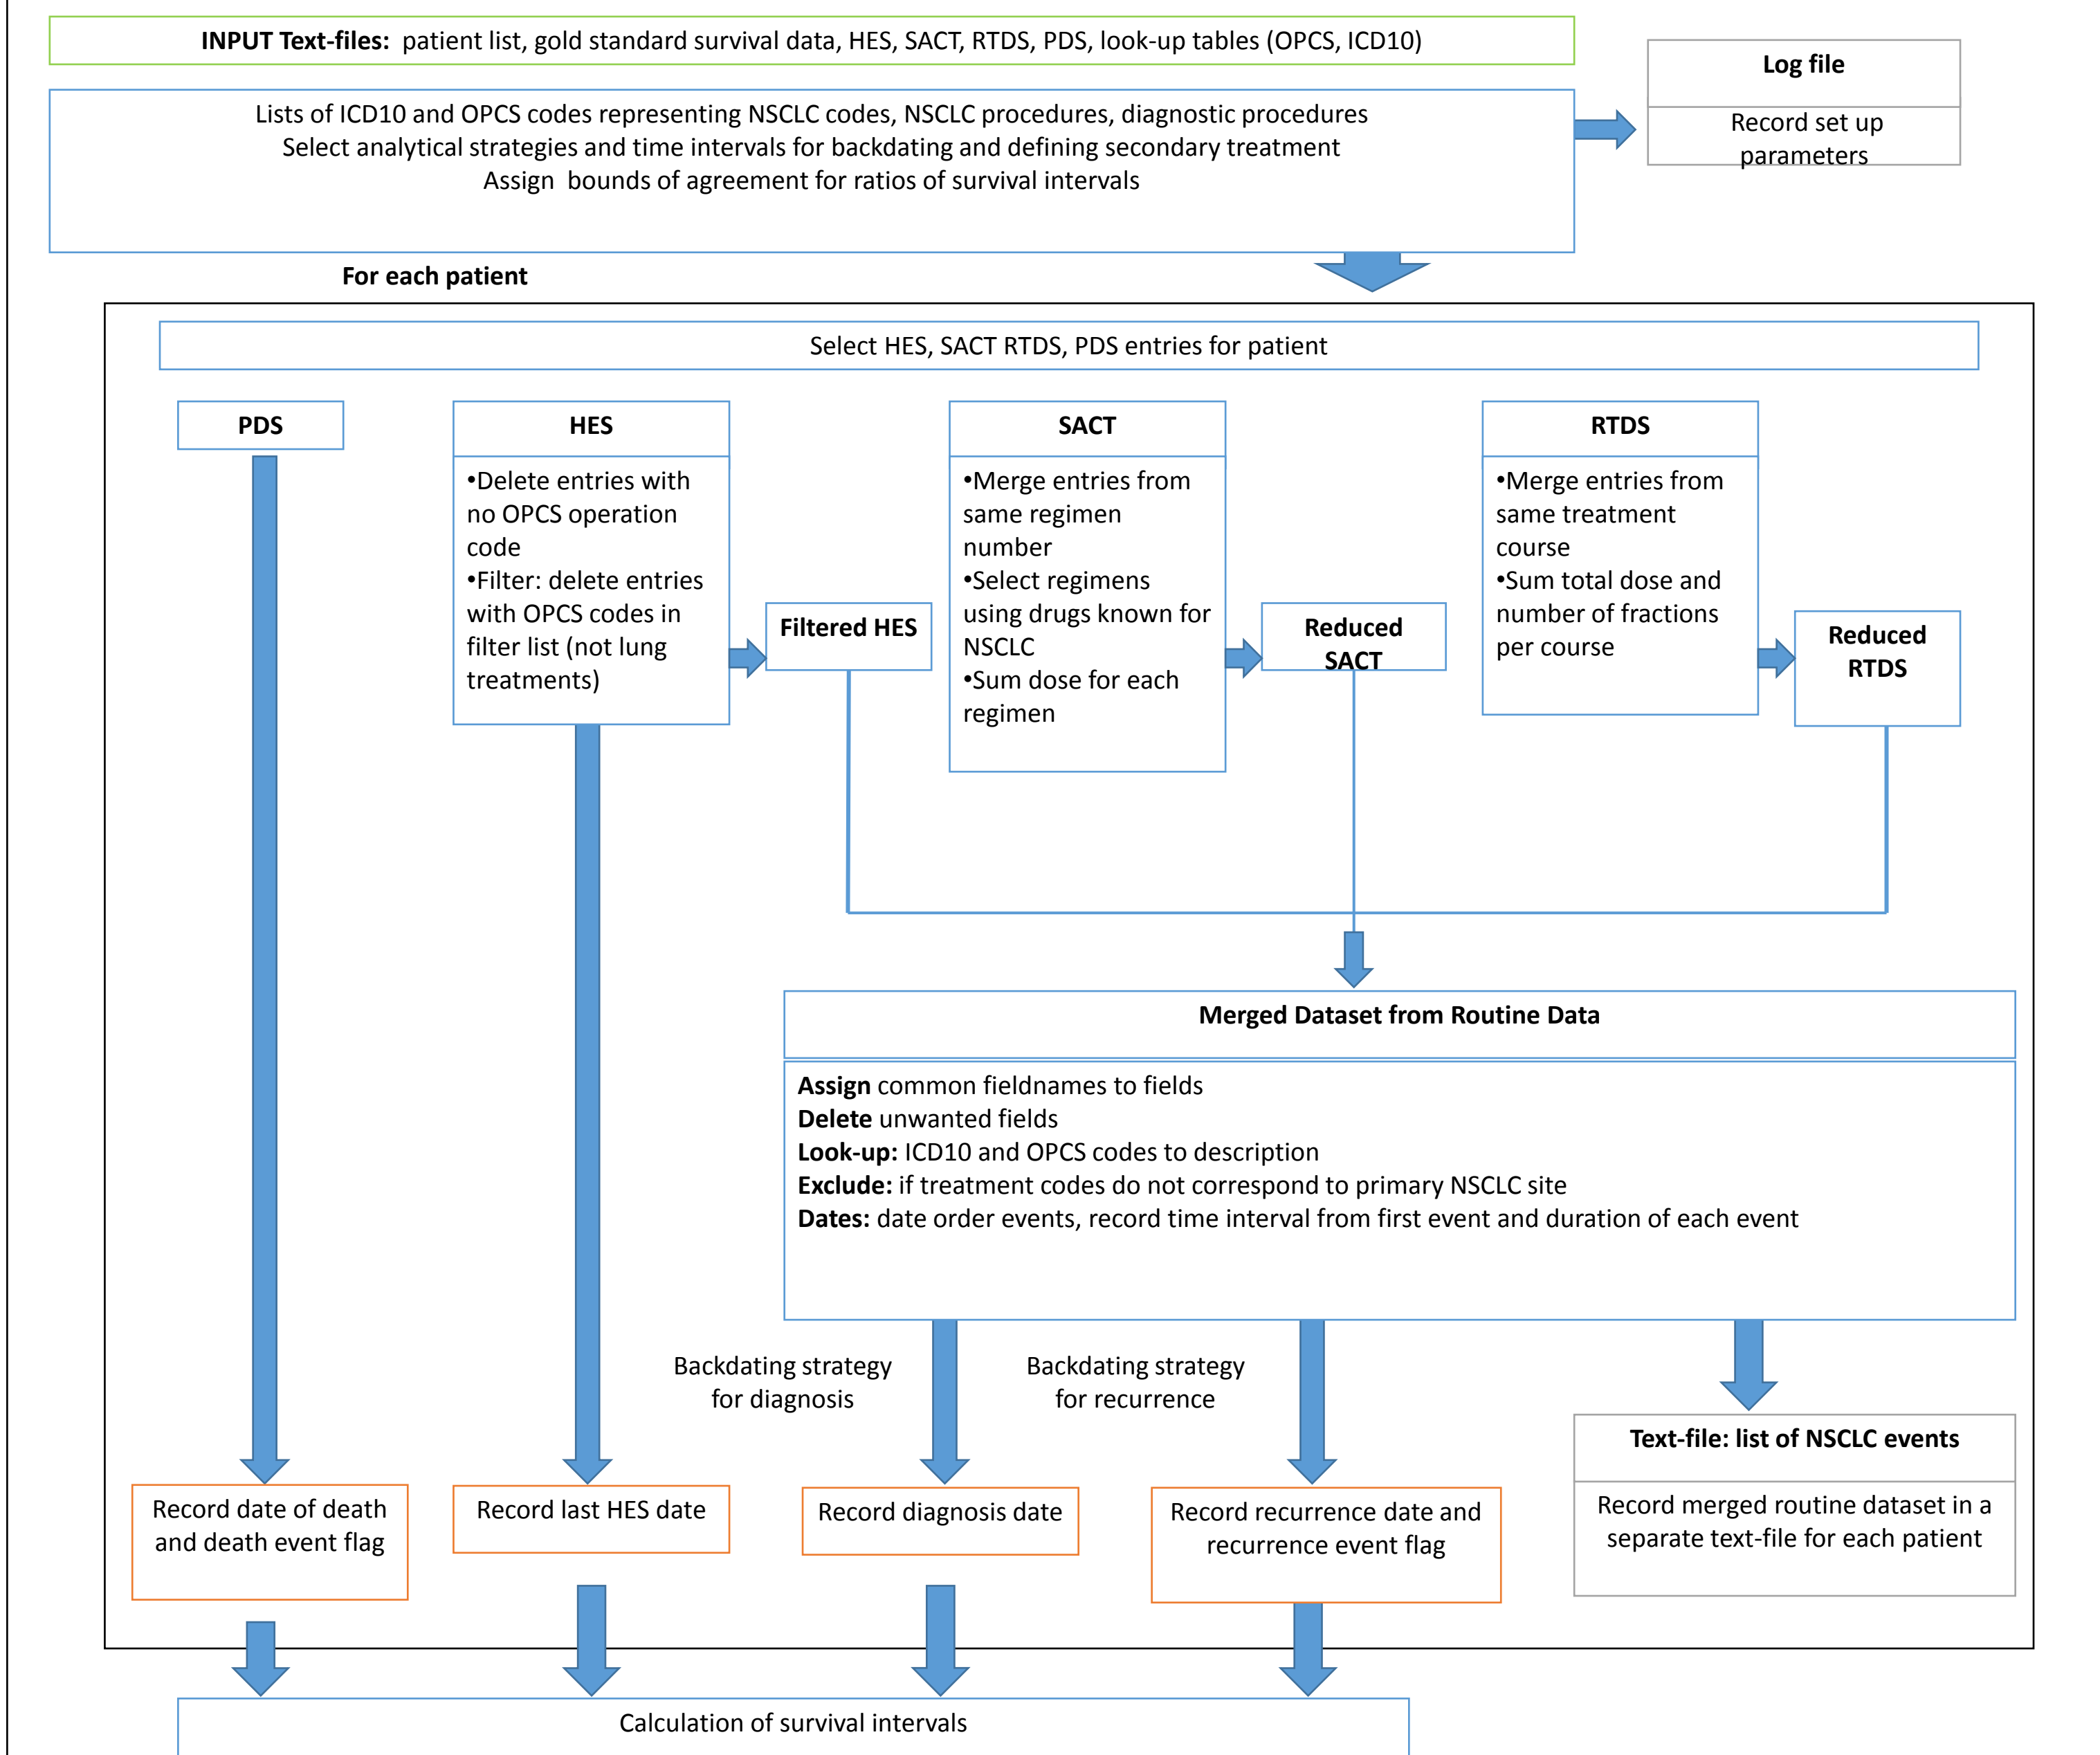 INPUT Text-files: patient list, gold standard survival data, HES, SACT, RTDS, PDS, look-up tables (OPCS, ICD10)
Log file
Record set up
parameters
Lists of ICD10 and OPCS codes representing NSCLC codes, NSCLC procedures, diagnostic procedures
Select analytical strategies and time intervals for backdating and defining secondary treatment
Assign bounds of agreement for ratios of survival intervals
For each patient
Select HES, SACT RTDS, PDS entries for patient
PDS
HES
•Delete entries with
no OPCS operation
code
•Filter: delete entries
with OPCS codes in
filter list (not lung
treatments)
Filtered HES
SACT
•Merge entries from
same regimen
number
•Select regimens
using drugs known for
NSCLC
•Sum dose for each
regimen
Reduced
SACT
RTDS
•Merge entries from
same treatment
course
•Sum total dose and
number of fractions
per course
Reduced
RTDS
Merged Dataset from Routine Data
Assign common fieldnames to fields
Delete unwanted fields
Look-up: ICD10 and OPCS codes to description
Exclude: if treatment codes do not correspond to primary NSCLC site
Dates: date order events, record time interval from first event and duration of each event
Backdating strategy
for diagnosis
Backdating strategy
for recurrence
Text-file: list of NSCLC events
Record merged routine dataset in a
separate text-file for each patient
Record date of death
and death event flag
Record last HES date
Record diagnosis date
Record recurrence date and
recurrence event flag
Calculation of survival intervals